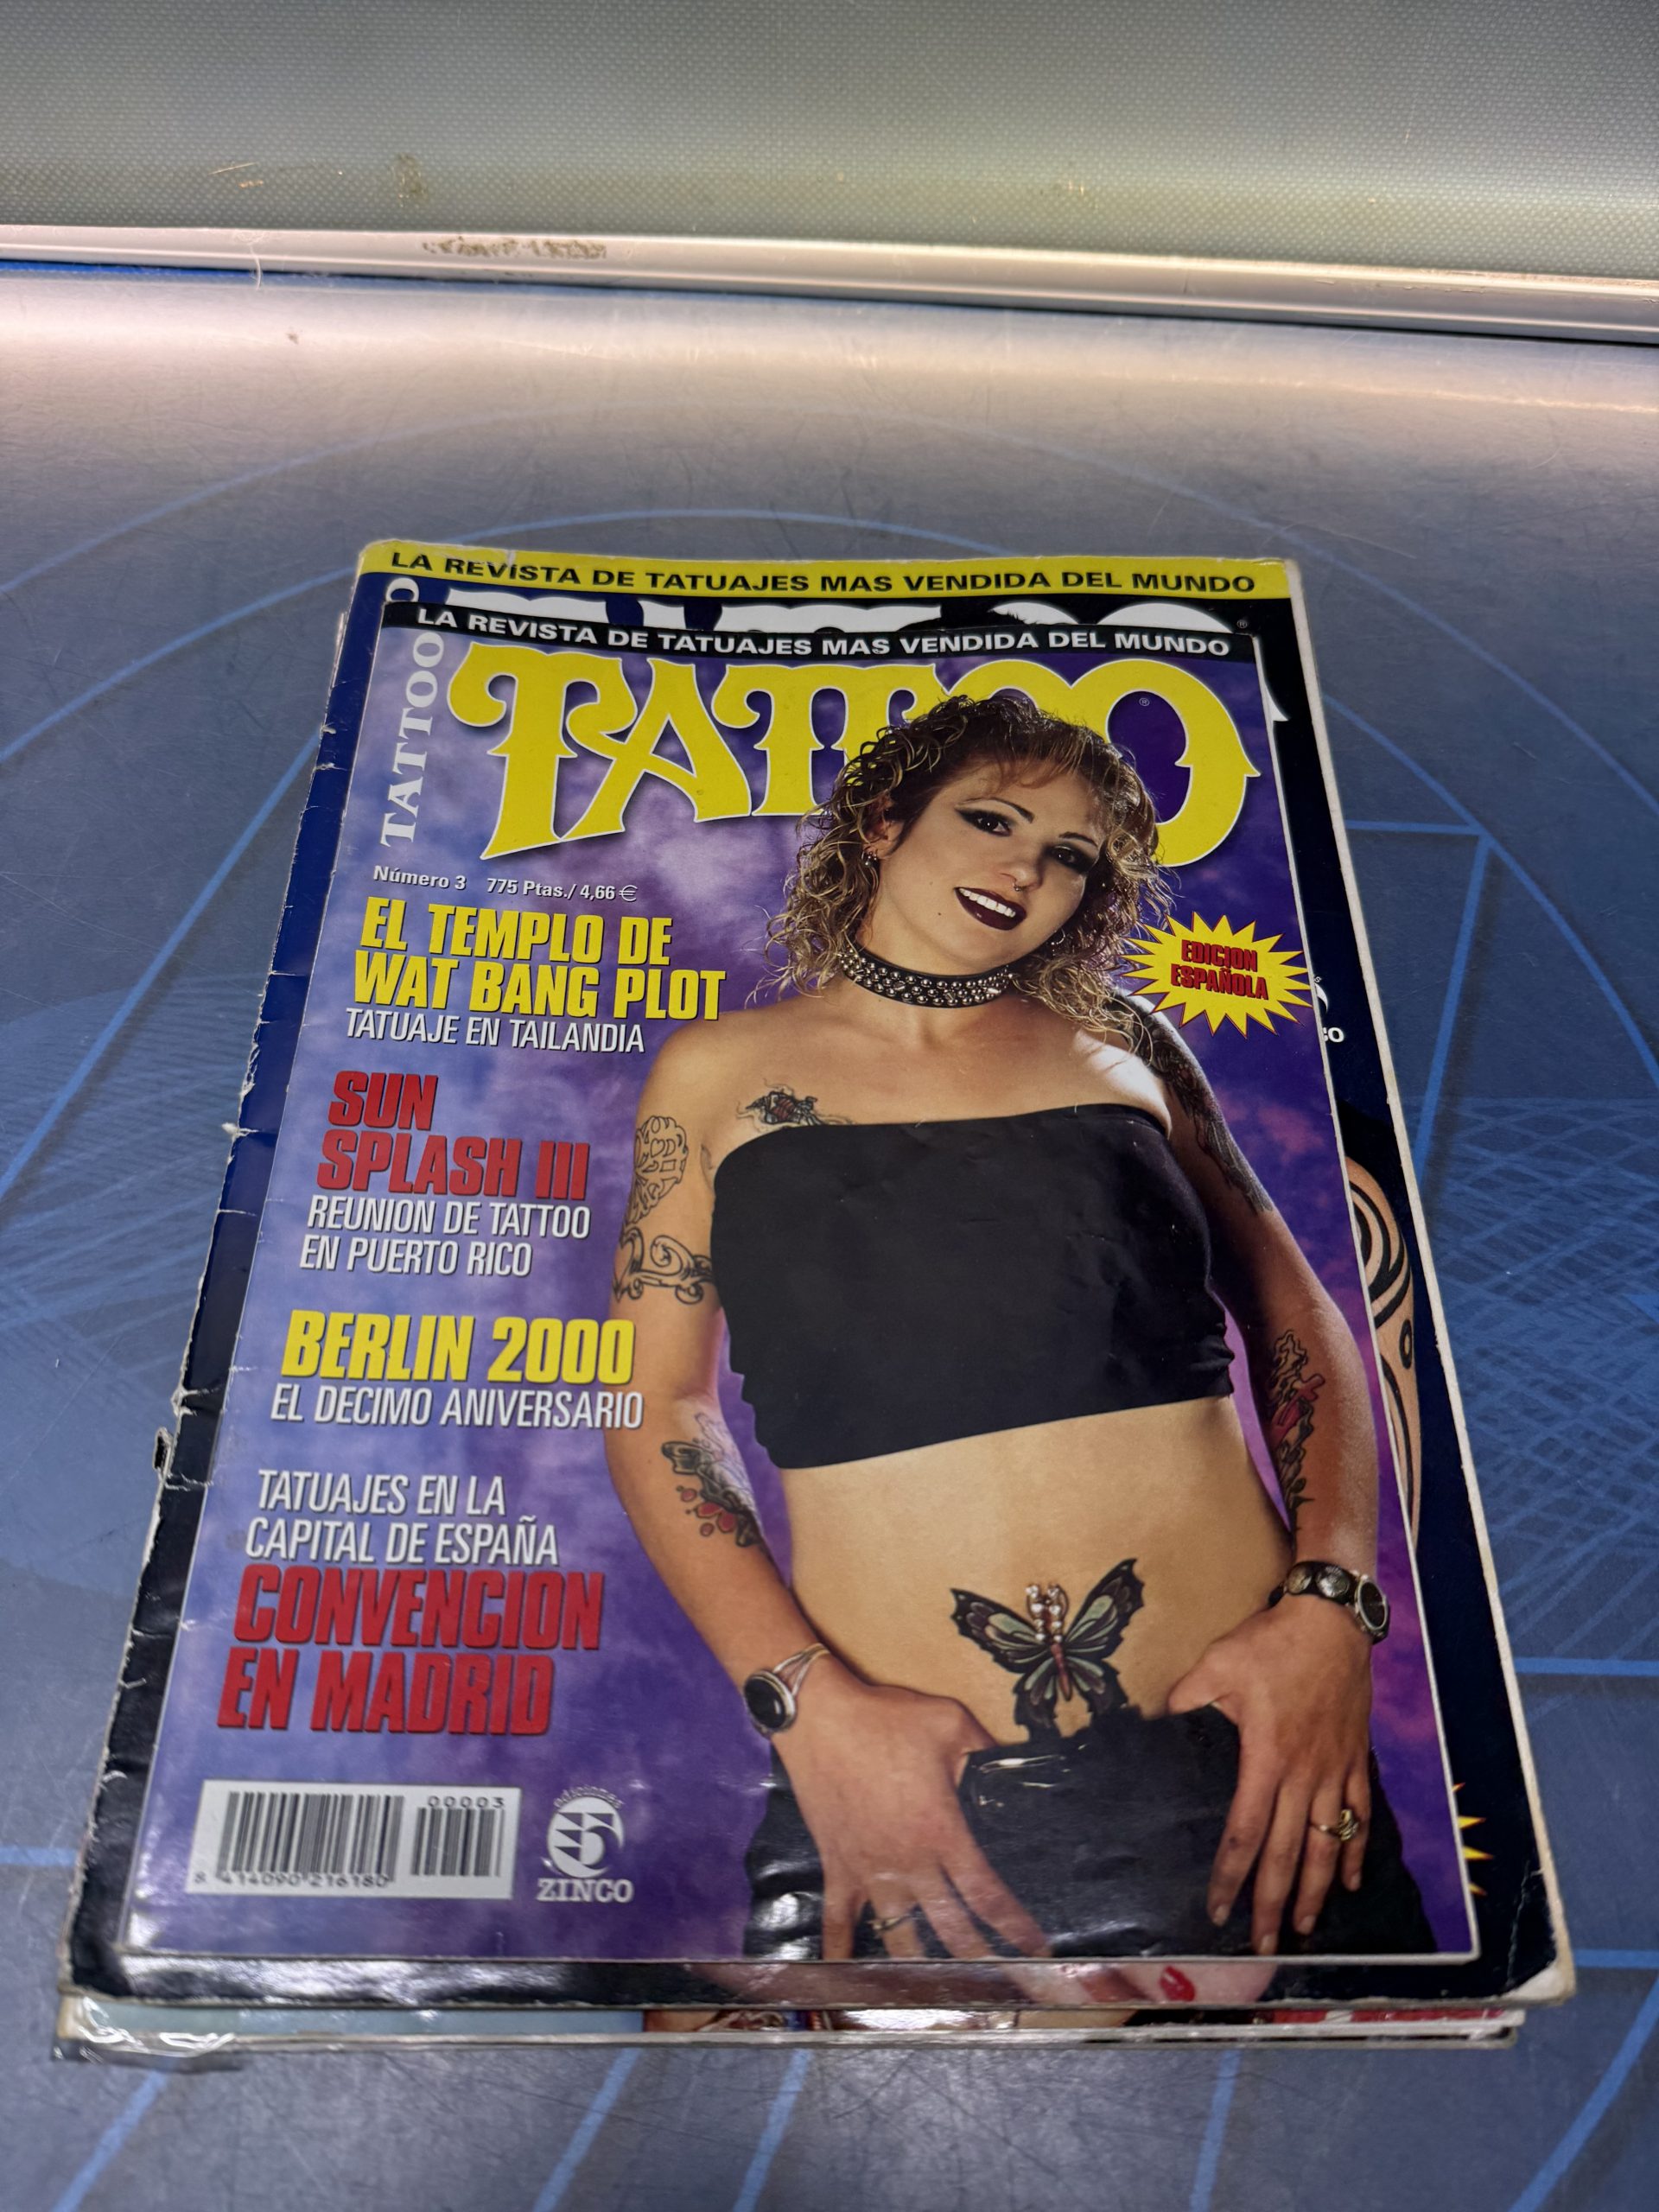 LA REVISTA DE TATUAJES MAS VENDIDA DEL MUNDO
LA REVISTA DE TATUAJES MAS VENDIDA DEL MUNDO
TATTOO
TATTOO
Número 3 775 Ptas./ 4,66 €
EL TEMPLO DE
WAT BANG PLOT
TATUAJE EN TAILANDIA
EDICION
ESPAÑOLA
SUN
SPLASH III
REUNION DE TATTOO
EN PUERTO RICO
BERLIN 2000
EL DECIMO ANIVERSARIO
TATUAJES EN LA
CAPITAL DE ESPAÑA
CONVENCION
EN MADRID
00003
8 414090 216180
ediciones
ZINCO